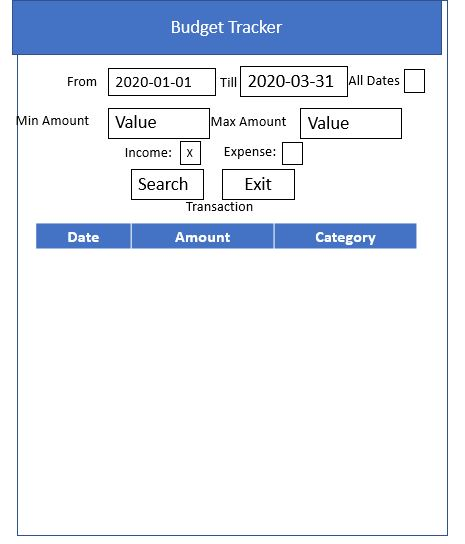 Budget Tracker
From 2020-01-01 Till 2020-03-31 All Dates
Min Amount Value Max Amount Value
Income: x Expense:
Search Exit
Transaction
Date Amount Category